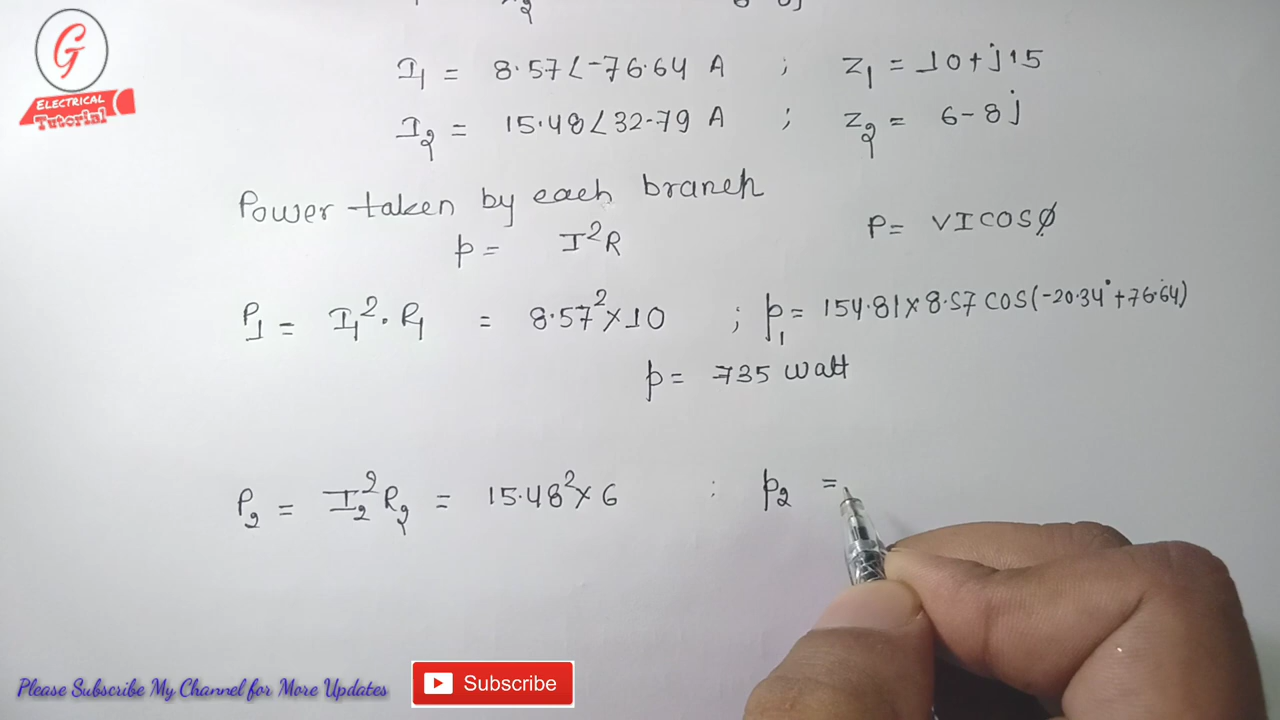 G
ELECTRICAL
Tutorial
I1 = 8.57∠-76.64 A ; Z1 = 10+j15
I2 = 15.48∠32.79 A ; Z2 = 6-8j
Power taken by each branch
p = I²R P = VICOSϕ
P1 = I1². R1 = 8.57²×10 ; p1 = 154.81×8.57 COS(-20.34°+76.64)
p = 735 watt
P2 = I2²R2 = 15.48²×6 ; p2 =
Please Subscribe My Channel for More Updates
Subscribe